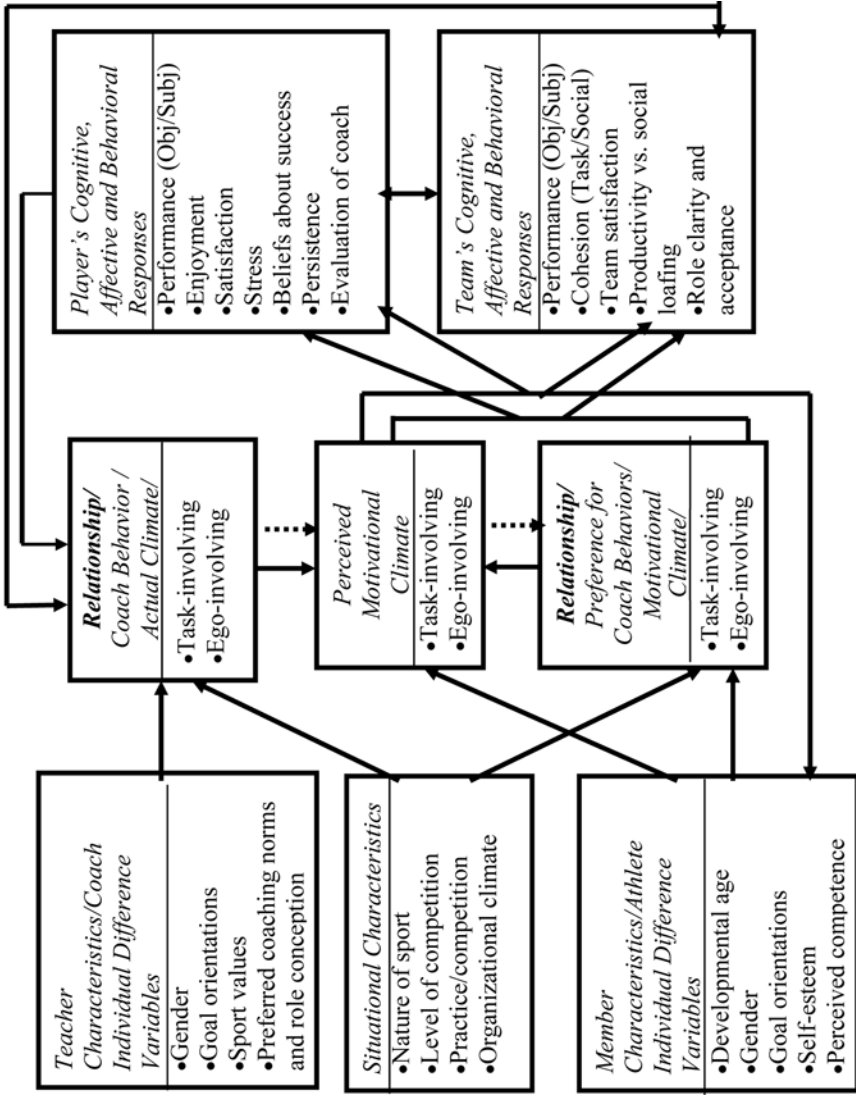 Teacher
Characteristics/Coach
Individual Difference
Variables
•Gender
•Goal orientations
•Sport values
•Preferred coaching norms
and role conception
Situational Characteristics
•Nature of sport
•Level of competition
•Practice/competition
•Organizational climate
Member
Characteristics/Athlete
Individual Difference
Variables
•Developmental age
•Gender
•Goal orientations
•Self-esteem
•Perceived competence
Relationship/
Coach Behavior /
Actual Climate/
•Task-involving
•Ego-involving
Perceived
Motivational
Climate
•Task-involving
•Ego-involving
Relationship/
Preference for
Coach Behaviors/
Motivational
Climate/
•Task-involving
•Ego-involving
Player's Cognitive,
Affective and Behavioral
Responses
•Performance (Obj/Subj)
•Enjoyment
•Satisfaction
•Stress
•Beliefs about success
•Persistence
•Evaluation of coach
Team's Cognitive,
Affective and Behavioral
Responses
•Performance (Obj/Subj)
•Cohesion (Task/Social)
•Team satisfaction
•Productivity vs. social
loafing
•Role clarity and
acceptance